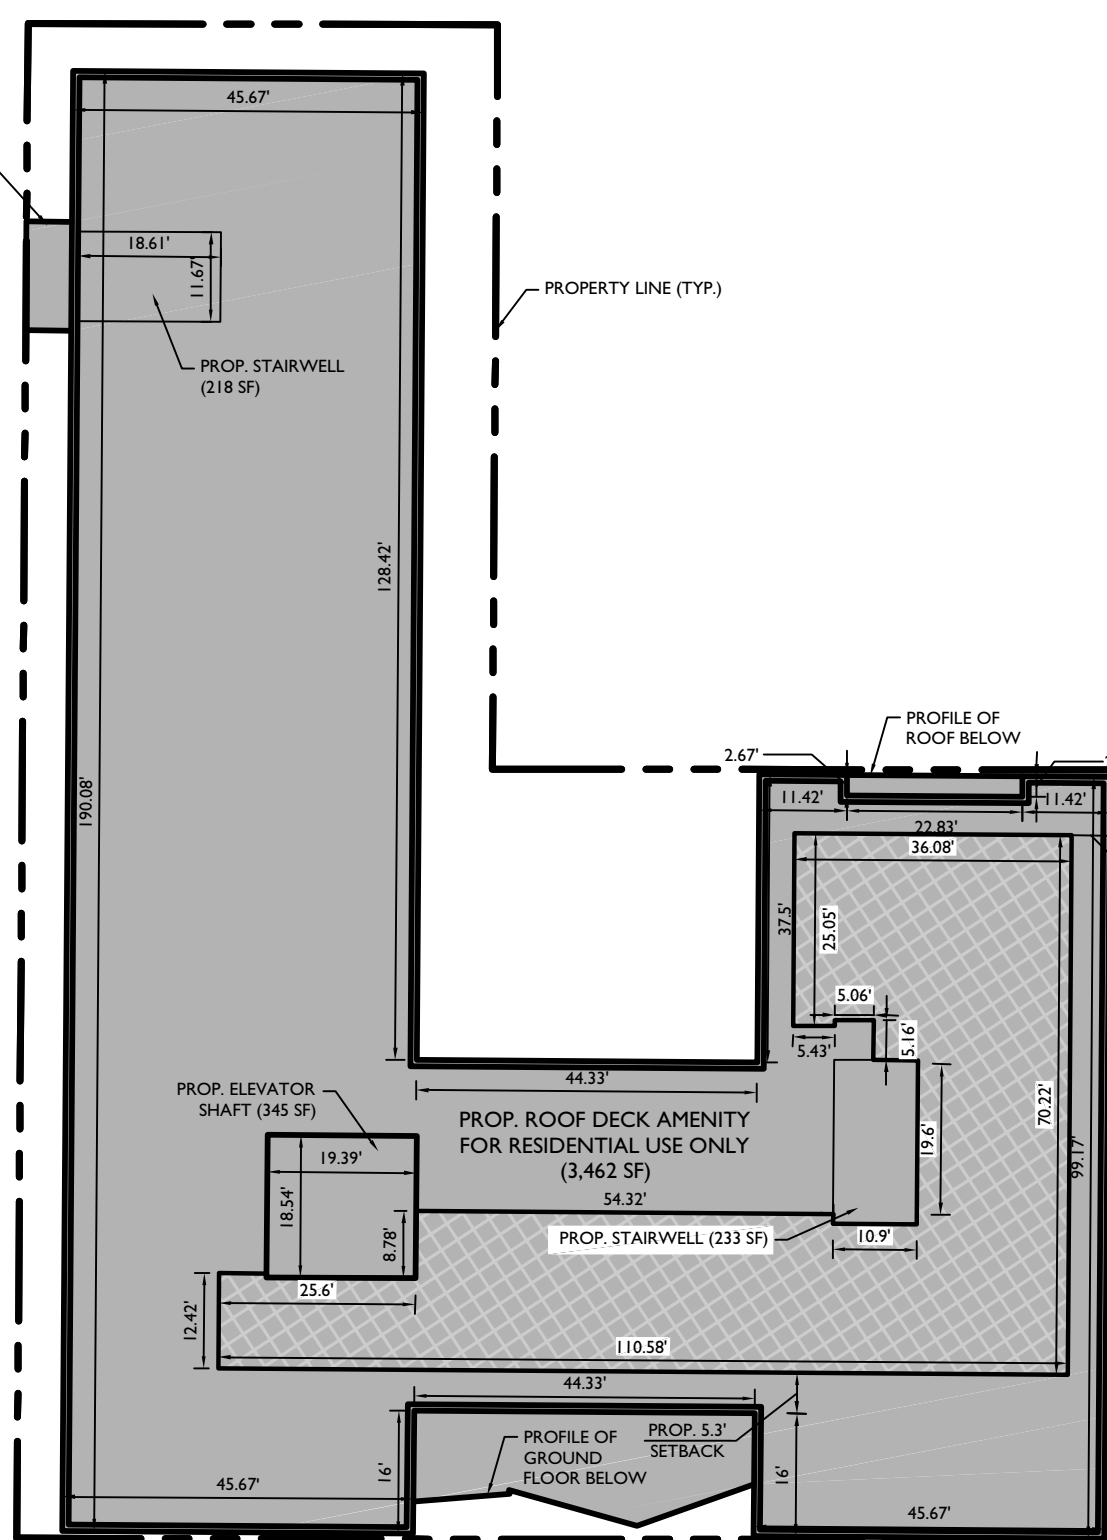 45.67'
18.61'
11.67'
PROPERTY LINE (TYP.)
PROP. STAIRWELL
(218 SF)
128.42'
190.08'
PROFILE OF
ROOF BELOW
2.67'
11.42'
11.42'
22.83'
36.08'
37.5'
25.05'
5.06'
5.16'
5.43'
44.33'
PROP. ELEVATOR
SHAFT (345 SF)
PROP. ROOF DECK AMENITY
FOR RESIDENTIAL USE ONLY
(3,462 SF)
70.22'
19.6'
99.17'
19.39'
18.54'
54.32'
8.78'
PROP. STAIRWELL (233 SF)
10.9'
25.6'
12.42'
110.58'
44.33'
PROP. 5.3'
SETBACK
PROFILE OF
GROUND
FLOOR BELOW
16'
16'
45.67'
45.67'